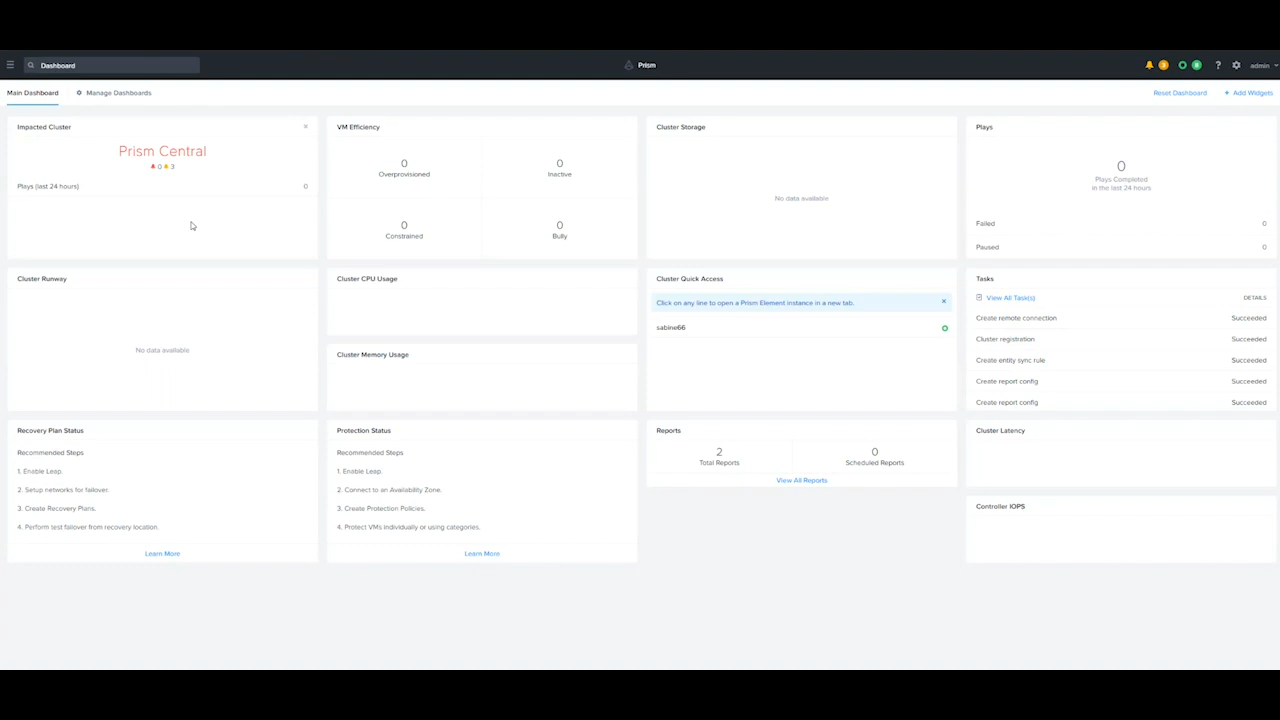 Dashboard
Prism
3
8
?
admin
Main Dashboard
Manage Dashboards
Reset Dashboard
+ Add Widgets
Impacted Cluster
Prism Central
0 3
Plays (last 24 hours) 0
VM Efficiency
0
Overprovisioned
0
Inactive
0
Constrained
0
Bully
Cluster Storage
No data available
Plays
0
Plays Completed
in the last 24 hours
Failed 0
Paused 0
Cluster Runway
No data available
Cluster CPU Usage
Cluster Memory Usage
Cluster Quick Access
Click on any line to open a Prism Element instance in a new tab.
sabine66
Tasks
View All Task(s) DETAILS
Create remote connection Succeeded
Cluster registration Succeeded
Create entity sync rule Succeeded
Create report config Succeeded
Create report config Succeeded
Recovery Plan Status
Recommended Steps
1. Enable Leap.
2. Setup networks for failover.
3. Create Recovery Plans.
4. Perform test failover from recovery location.
Learn More
Protection Status
Recommended Steps
1. Enable Leap.
2. Connect to an Availability Zone.
3. Create Protection Policies.
4. Protect VMs individually or using categories.
Learn More
Reports
2
Total Reports
0
Scheduled Reports
View All Reports
Cluster Latency
Controller IOPS